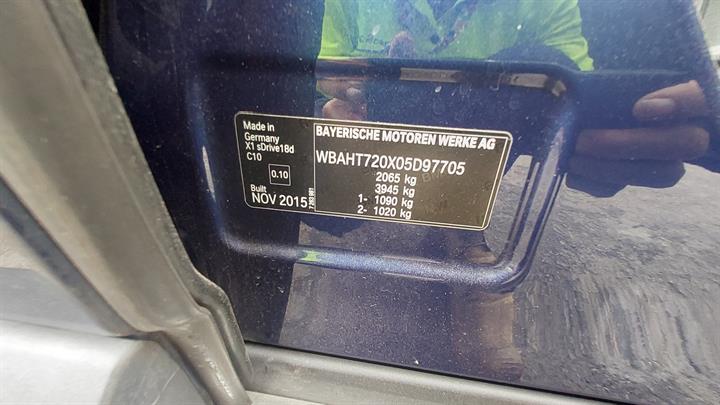 Made in
Germany
X1 sDrive18d
C10
0.10
Built
NOV 2015
BAYERISCHE MOTOREN WERKE AG
WBAHT720X05D97705
2065 kg
3945 kg
1- 1090 kg
2- 1020 kg